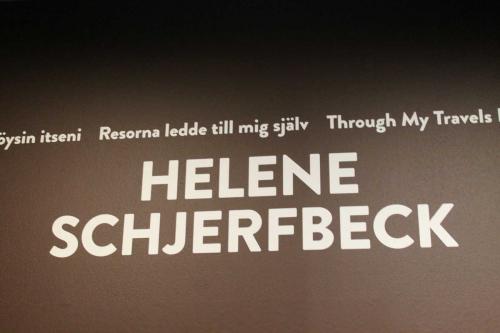 öysin itseni Resorna ledde till mig själv Through My Travels I
HELENE
SCHJERFBECK